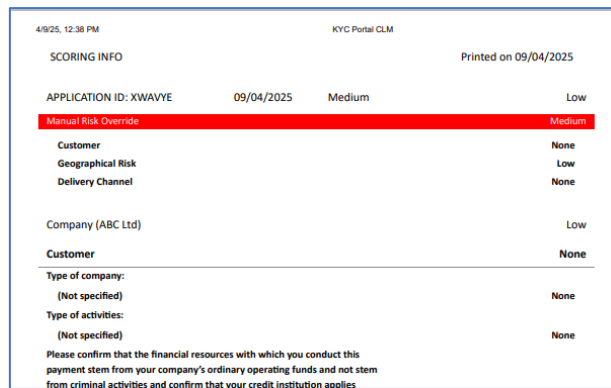 4/9/25, 12:38 PM KYC Portal CLM
SCORING INFO Printed on 09/04/2025
APPLICATION ID: XWAVYE 09/04/2025 Medium Low
Manual Risk Override Medium
Customer None
Geographical Risk Low
Delivery Channel None
Company (ABC Ltd) Low
Customer None
Type of company:
(Not specified) None
Type of activities:
(Not specified) None
Please confirm that the financial resources with which you conduct this
payment stem from your company's ordinary operating funds and not stem
from criminal activities and confirm that your credit institution applies